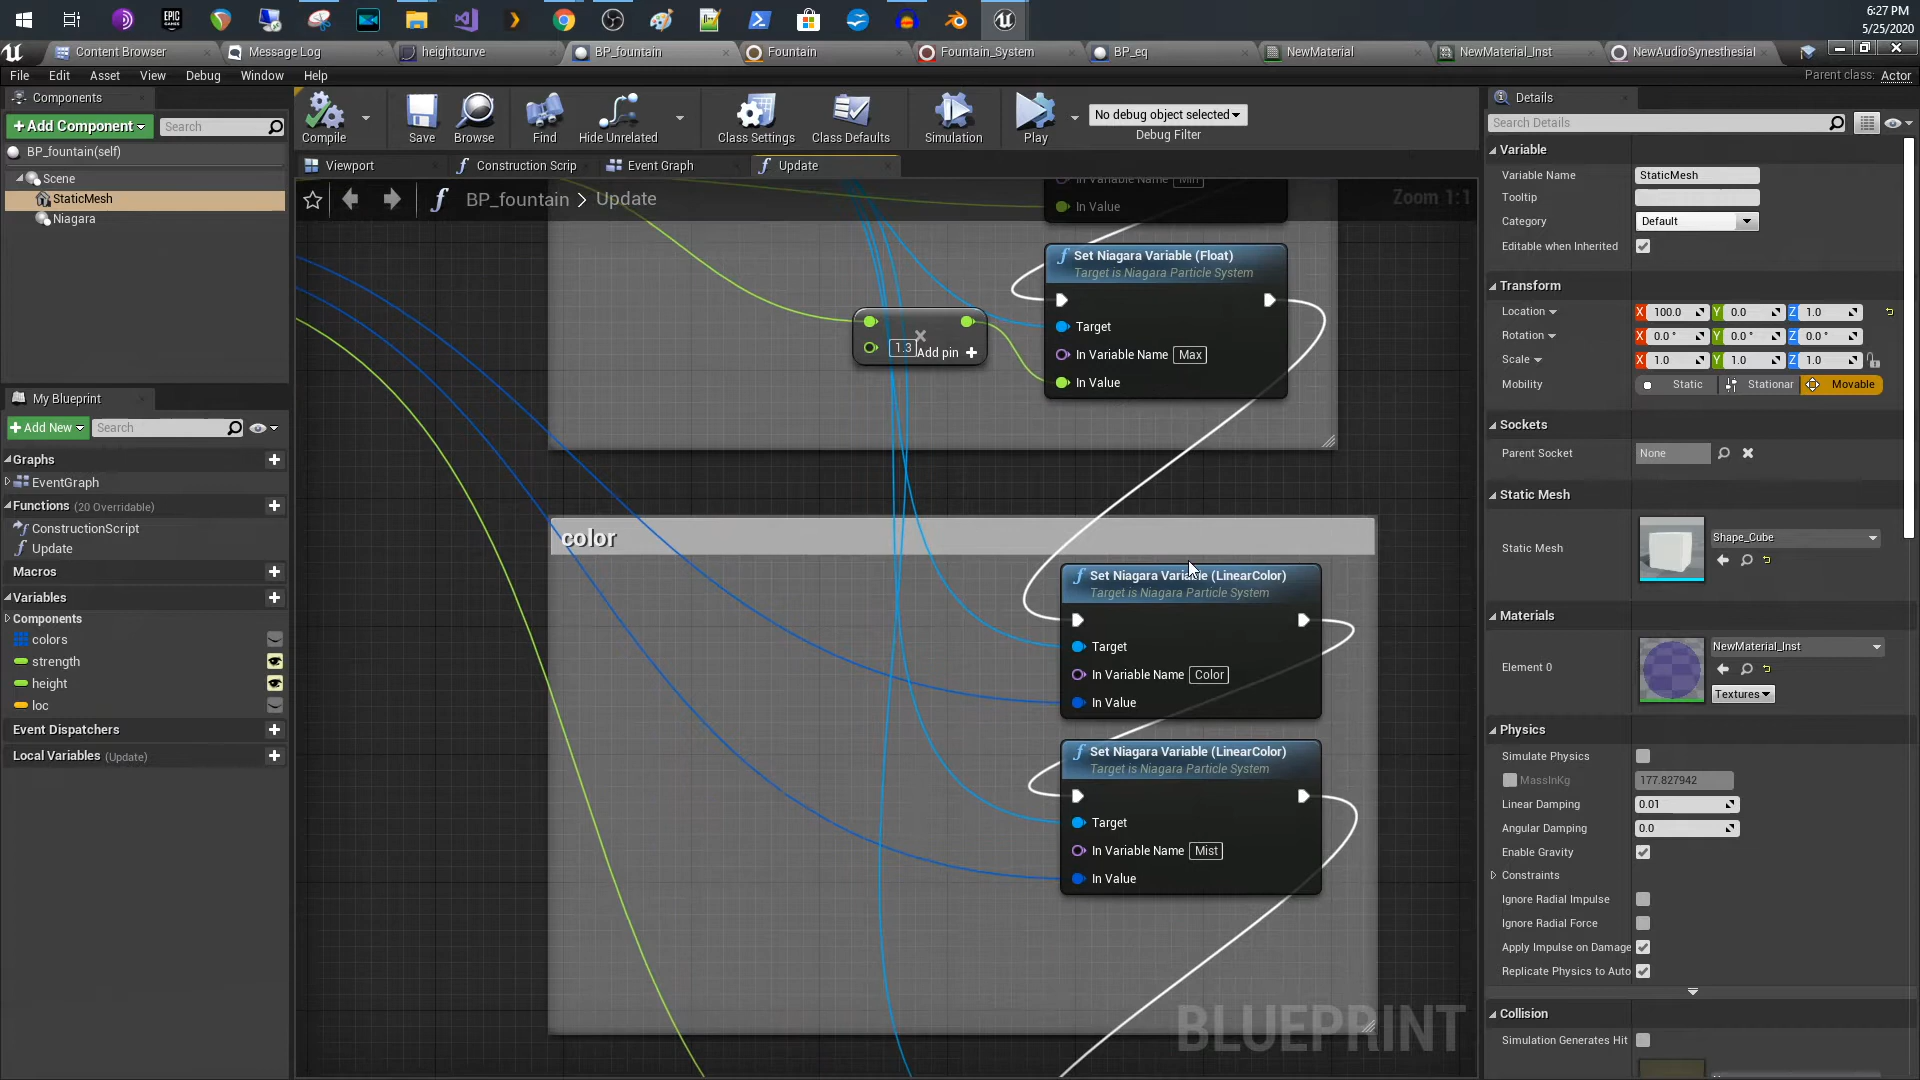 6:27 PM
5/25/2020
Content Browser
Message Log
heightcurve
BP_fountain
Fountain
Fountain_System
BP_eq
NewMaterial
NewMaterial_Inst
NewAudioSynesthesial
File Edit Asset View Debug Window Help
Parent class: Actor
Components
+Add Component
Search
BP_fountain(self)
Scene
StaticMesh
Niagara
My Blueprint
+Add New
Search
Graphs
EventGraph
Functions (20 Overridable)
ConstructionScript
Update
Macros
Variables
Components
colors
strength
height
loc
Event Dispatchers
Local Variables (Update)
Compile
Save
Browse
Find
Hide Unrelated
Class Settings
Class Defaults
Simulation
Play
No debug object selected
Debug Filter
Viewport
Construction Scrip
Event Graph
Update
BP_fountain > Update
Zoom 1:1
In Variable Name Min
In Value
Set Niagara Variable (Float)
Target is Niagara Particle System
Target
In Variable Name Max
In Value
1.3
Add pin +
color
Set Niagara Variable (LinearColor)
Target is Niagara Particle System
Target
In Variable Name Color
In Value
Set Niagara Variable (LinearColor)
Target is Niagara Particle System
Target
In Variable Name Mist
In Value
BLUEPRINT
Details
Search Details
Variable
Variable Name StaticMesh
Tooltip
Category Default
Editable when Inherited
Transform
Location X 100.0 Y 0.0 Z 1.0
Rotation X 0.0 ° Y 0.0 ° Z 0.0 °
Scale X 1.0 Y 1.0 Z 1.0
Mobility Static Stationar Movable
Sockets
Parent Socket None
Static Mesh
Static Mesh Shape_Cube
Materials
Element 0 NewMaterial_Inst
Textures
Physics
Simulate Physics
MassInKg 177.827942
Linear Damping 0.01
Angular Damping 0.0
Enable Gravity
Constraints
Ignore Radial Impulse
Ignore Radial Force
Apply Impulse on Damage
Replicate Physics to Auto
Collision
Simulation Generates Hit